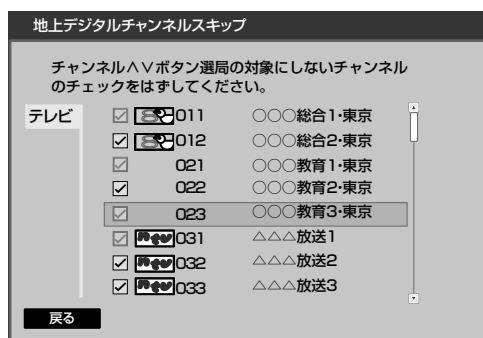 地上デジタルチャンネルスキップ
チャンネル∧∨ボタン選局の対象にしないチャンネル
のチェックをはずしてください。
テレビ
011 ○○○総合1・東京
012 ○○○総合2・東京
021 ○○○教育1・東京
022 ○○○教育2・東京
023 ○○○教育3・東京
031 △△△放送1
032 △△△放送2
033 △△△放送3
戻る